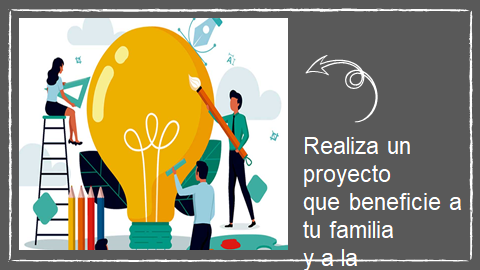 Realiza un
proyecto
que beneficie a
tu familia
y a la